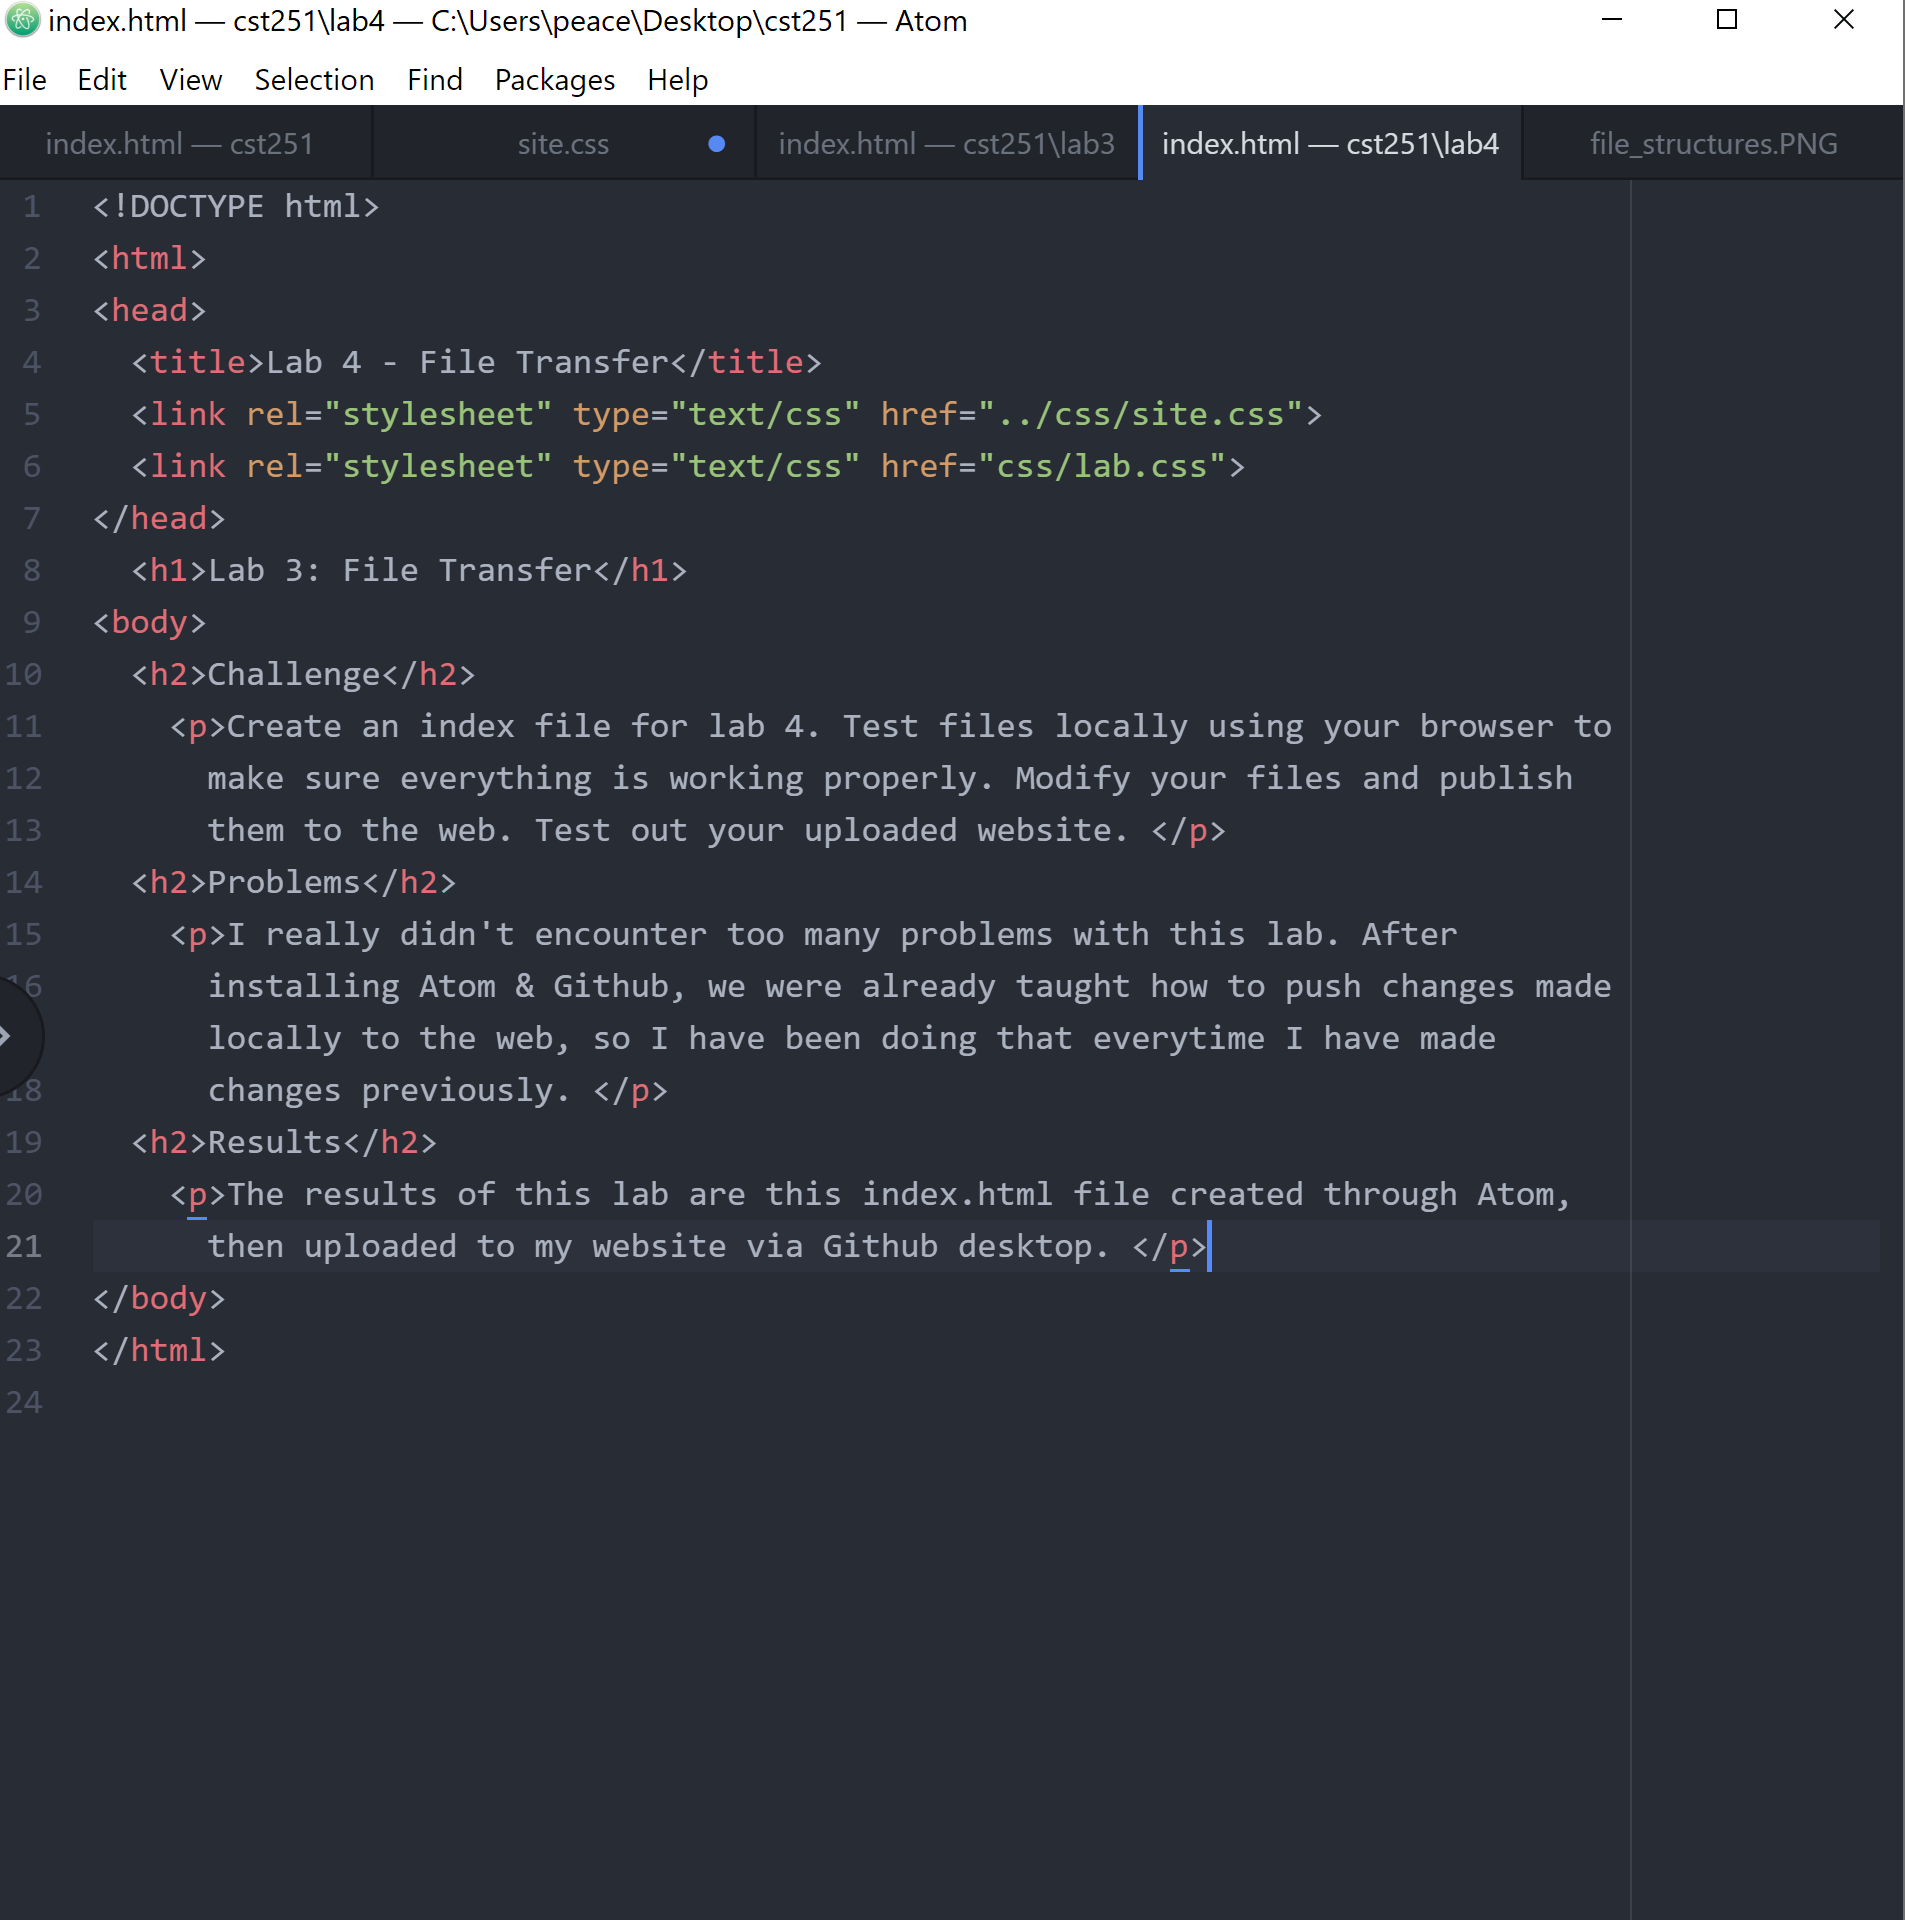 index.html — cst251\lab4 — C:\Users\peace\Desktop\cst251 — Atom
File Edit View Selection Find Packages Help
index.html — cst251 site.css index.html — cst251\lab3 index.html — cst251\lab4 file_structures.PNG
1 <!DOCTYPE html>
2 <html>
3 <head>
4 <title>Lab 4 - File Transfer</title>
5 <link rel="stylesheet" type="text/css" href="../css/site.css">
6 <link rel="stylesheet" type="text/css" href="css/lab.css">
7 </head>
8 <h1>Lab 3: File Transfer</h1>
9 <body>
10 <h2>Challenge</h2>
11 <p>Create an index file for lab 4. Test files locally using your browser to
12 make sure everything is working properly. Modify your files and publish
13 them to the web. Test out your uploaded website. </p>
14 <h2>Problems</h2>
15 <p>I really didn't encounter too many problems with this lab. After
16 installing Atom & Github, we were already taught how to push changes made
locally to the web, so I have been doing that everytime I have made
18 changes previously. </p>
19 <h2>Results</h2>
20 <p>The results of this lab are this index.html file created through Atom,
21 then uploaded to my website via Github desktop. </p>
22 </body>
23 </html>
24